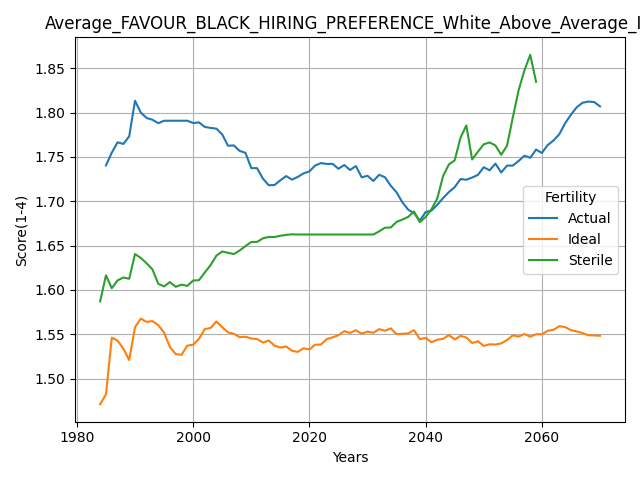 Average_FAVOUR_BLACK_HIRING_PREFERENCE_White_Above_Average_I
Score(1-4)
1.85
1.80
1.75
1.70
1.65
1.60
1.55
1.50
Fertility
Actual
Ideal
Sterile
1980 2000 2020 2040 2060
Years